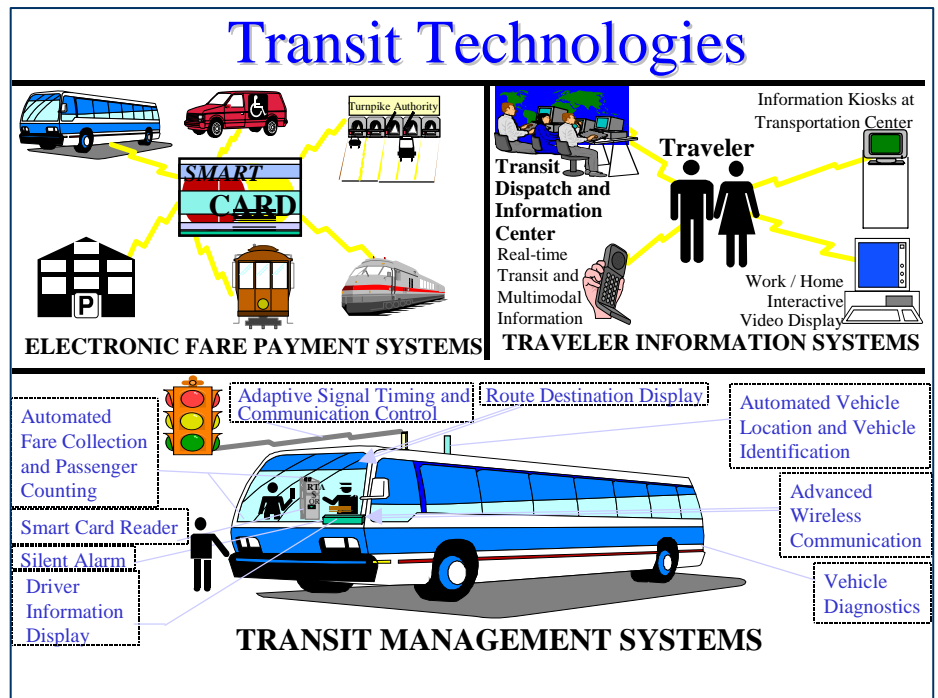 Transit Technologies
Turnpike Authority
SMART
CARD
P
ELECTRONIC FARE PAYMENT SYSTEMS
Information Kiosks at
Transportation Center
Traveler
Transit
Dispatch and
Information
Center
Real-time
Transit and
Multimodal
Information
Work / Home
Interactive
Video Display
TRAVELER INFORMATION SYSTEMS
Adaptive Signal Timing and
Communication Control
Route Destination Display
Automated
Fare Collection
and Passenger
Counting
Smart Card Reader
Silent Alarm
Driver
Information
Display
RTA
S
OR
Automated Vehicle
Location and Vehicle
Identification
Advanced
Wireless
Communication
Vehicle
Diagnostics
TRANSIT MANAGEMENT SYSTEMS